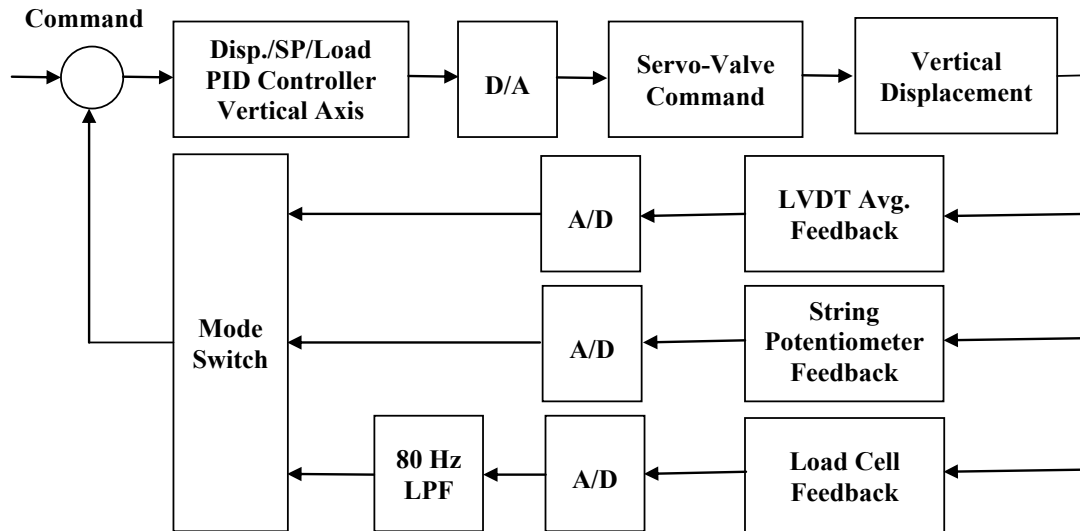 Command
Disp./SP/Load
PID Controller
Vertical Axis
D/A
Servo-Valve
Command
Vertical
Displacement
Mode
Switch
A/D
LVDT Avg.
Feedback
A/D
String
Potentiometer
Feedback
80 Hz
LPF
A/D
Load Cell
Feedback